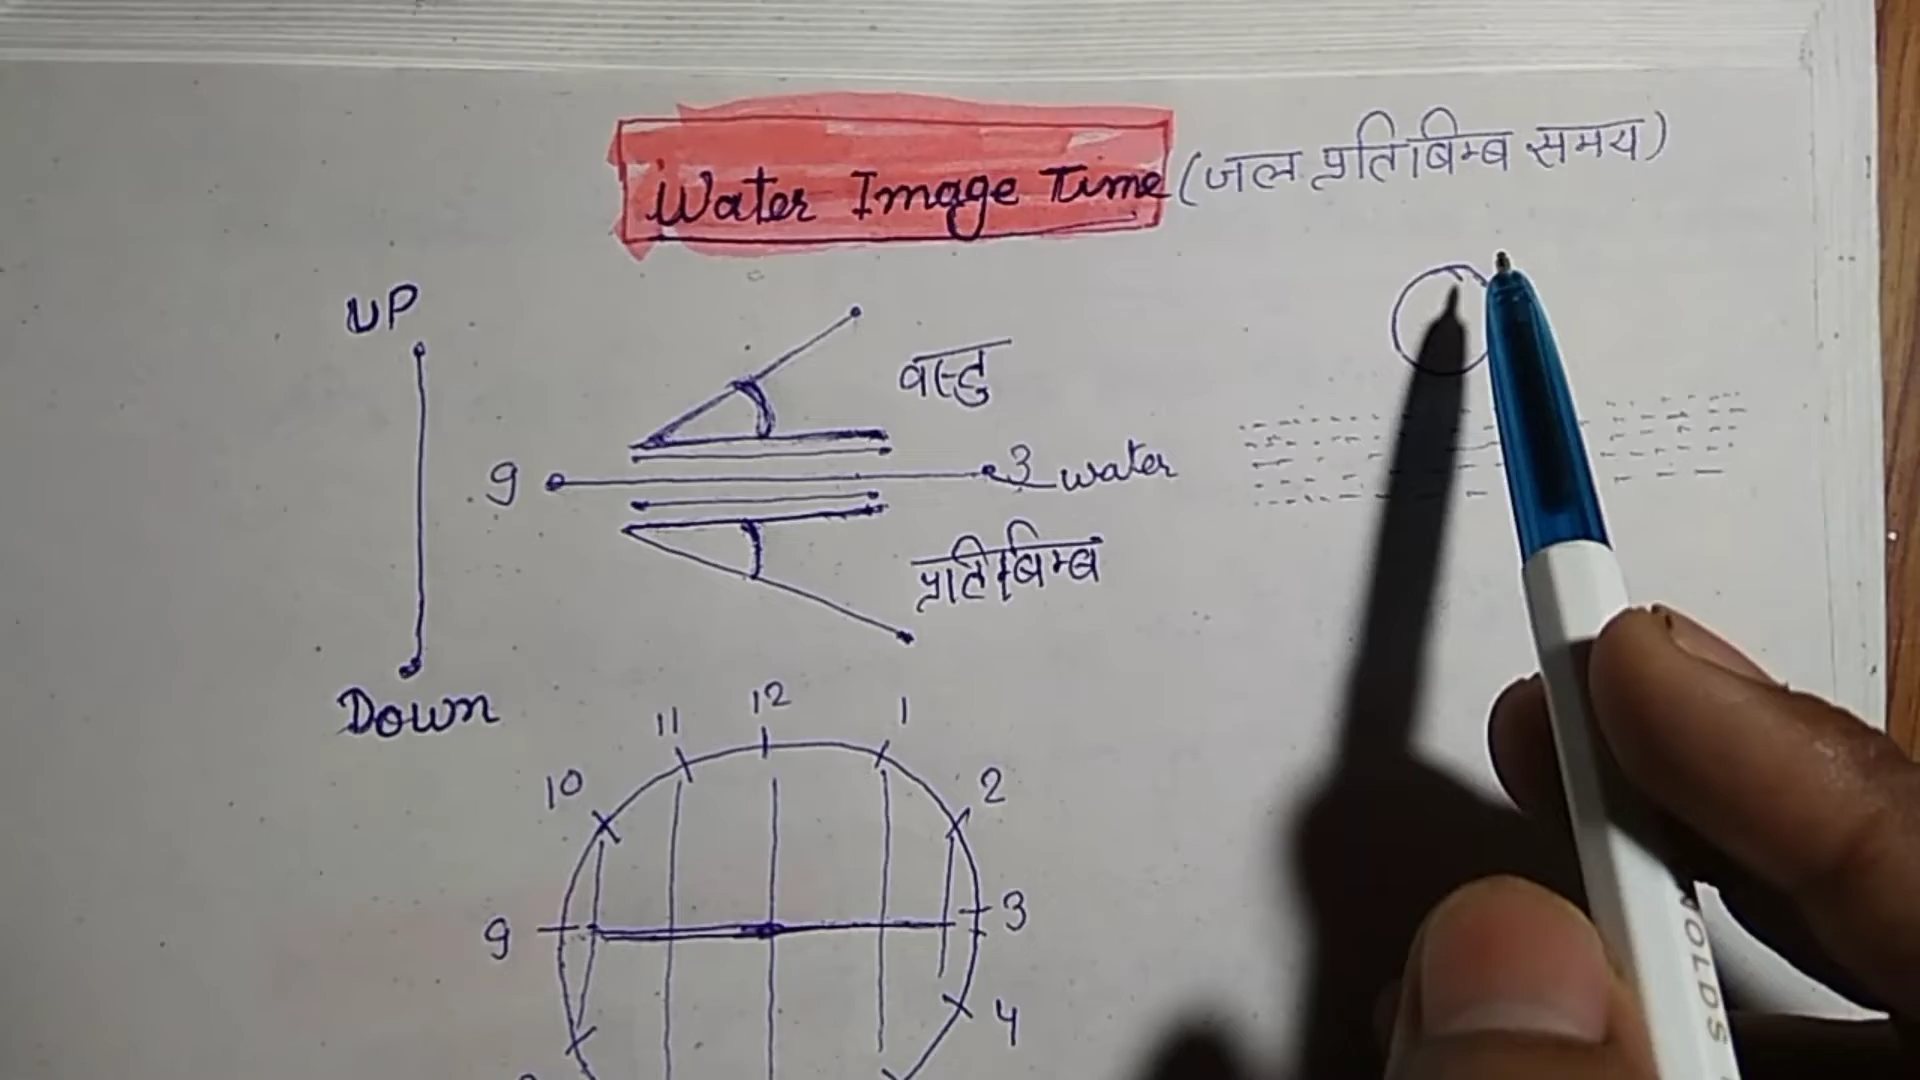 Water Image Time (जल प्रतिबिम्ब समय)
UP
वस्तु
9 3 water
प्रतिबिम्ब
Down
12
11 1
10 2
9 3
4